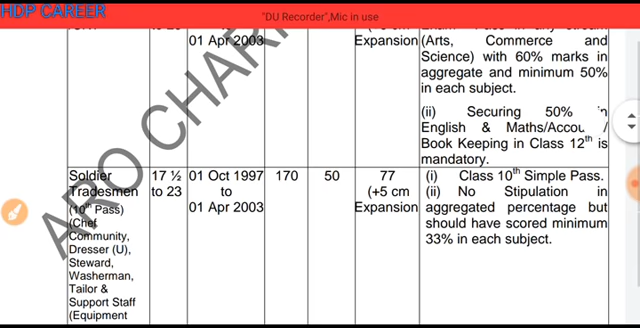 HDP CAREER
"DU Recorder",Mic in use
01 Apr 2003
Expansion
(Arts, Commerce and
Science) with 60% marks in
aggregate and minimum 50%
in each subject.
(ii) Securing 50%
English & Maths/Accou /
Book Keeping in Class 12th is
mandatory.
Soldier
Tradesmen
(10th Pass)
(Chef
Community,
Dresser (U),
Steward,
Washerman,
Tailor &
Support Staff
(Equipment
17 ½
to 23
01 Oct 1997
to
01 Apr 2003
170
50
77
(+5 cm
Expansion
(i) Class 10th Simple Pass.
(ii) No Stipulation in
aggregated percentage but
should have scored minimum
33% in each subject.
ARO CHAR